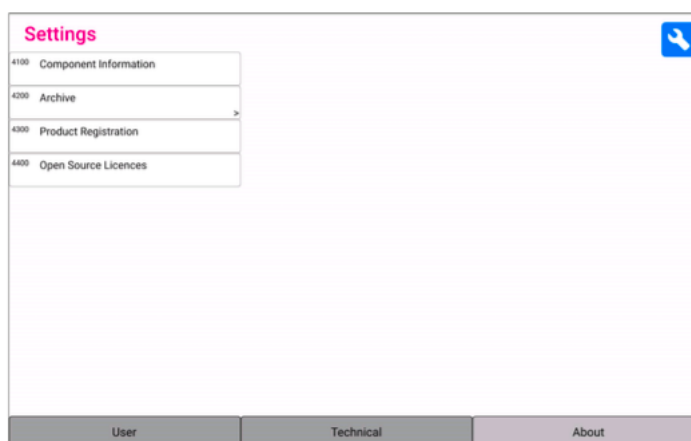 Settings
4100 Component Information
4200 Archive
>
4300 Product Registration
4400 Open Source Licences
User Technical About